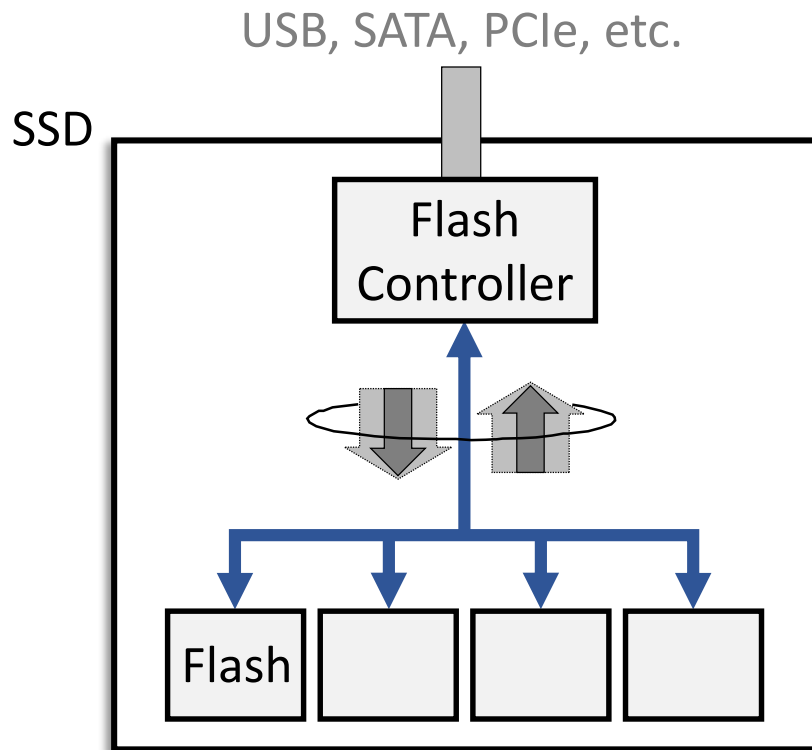 USB, SATA, PCIe, etc.
SSD
Flash
Controller
Flash